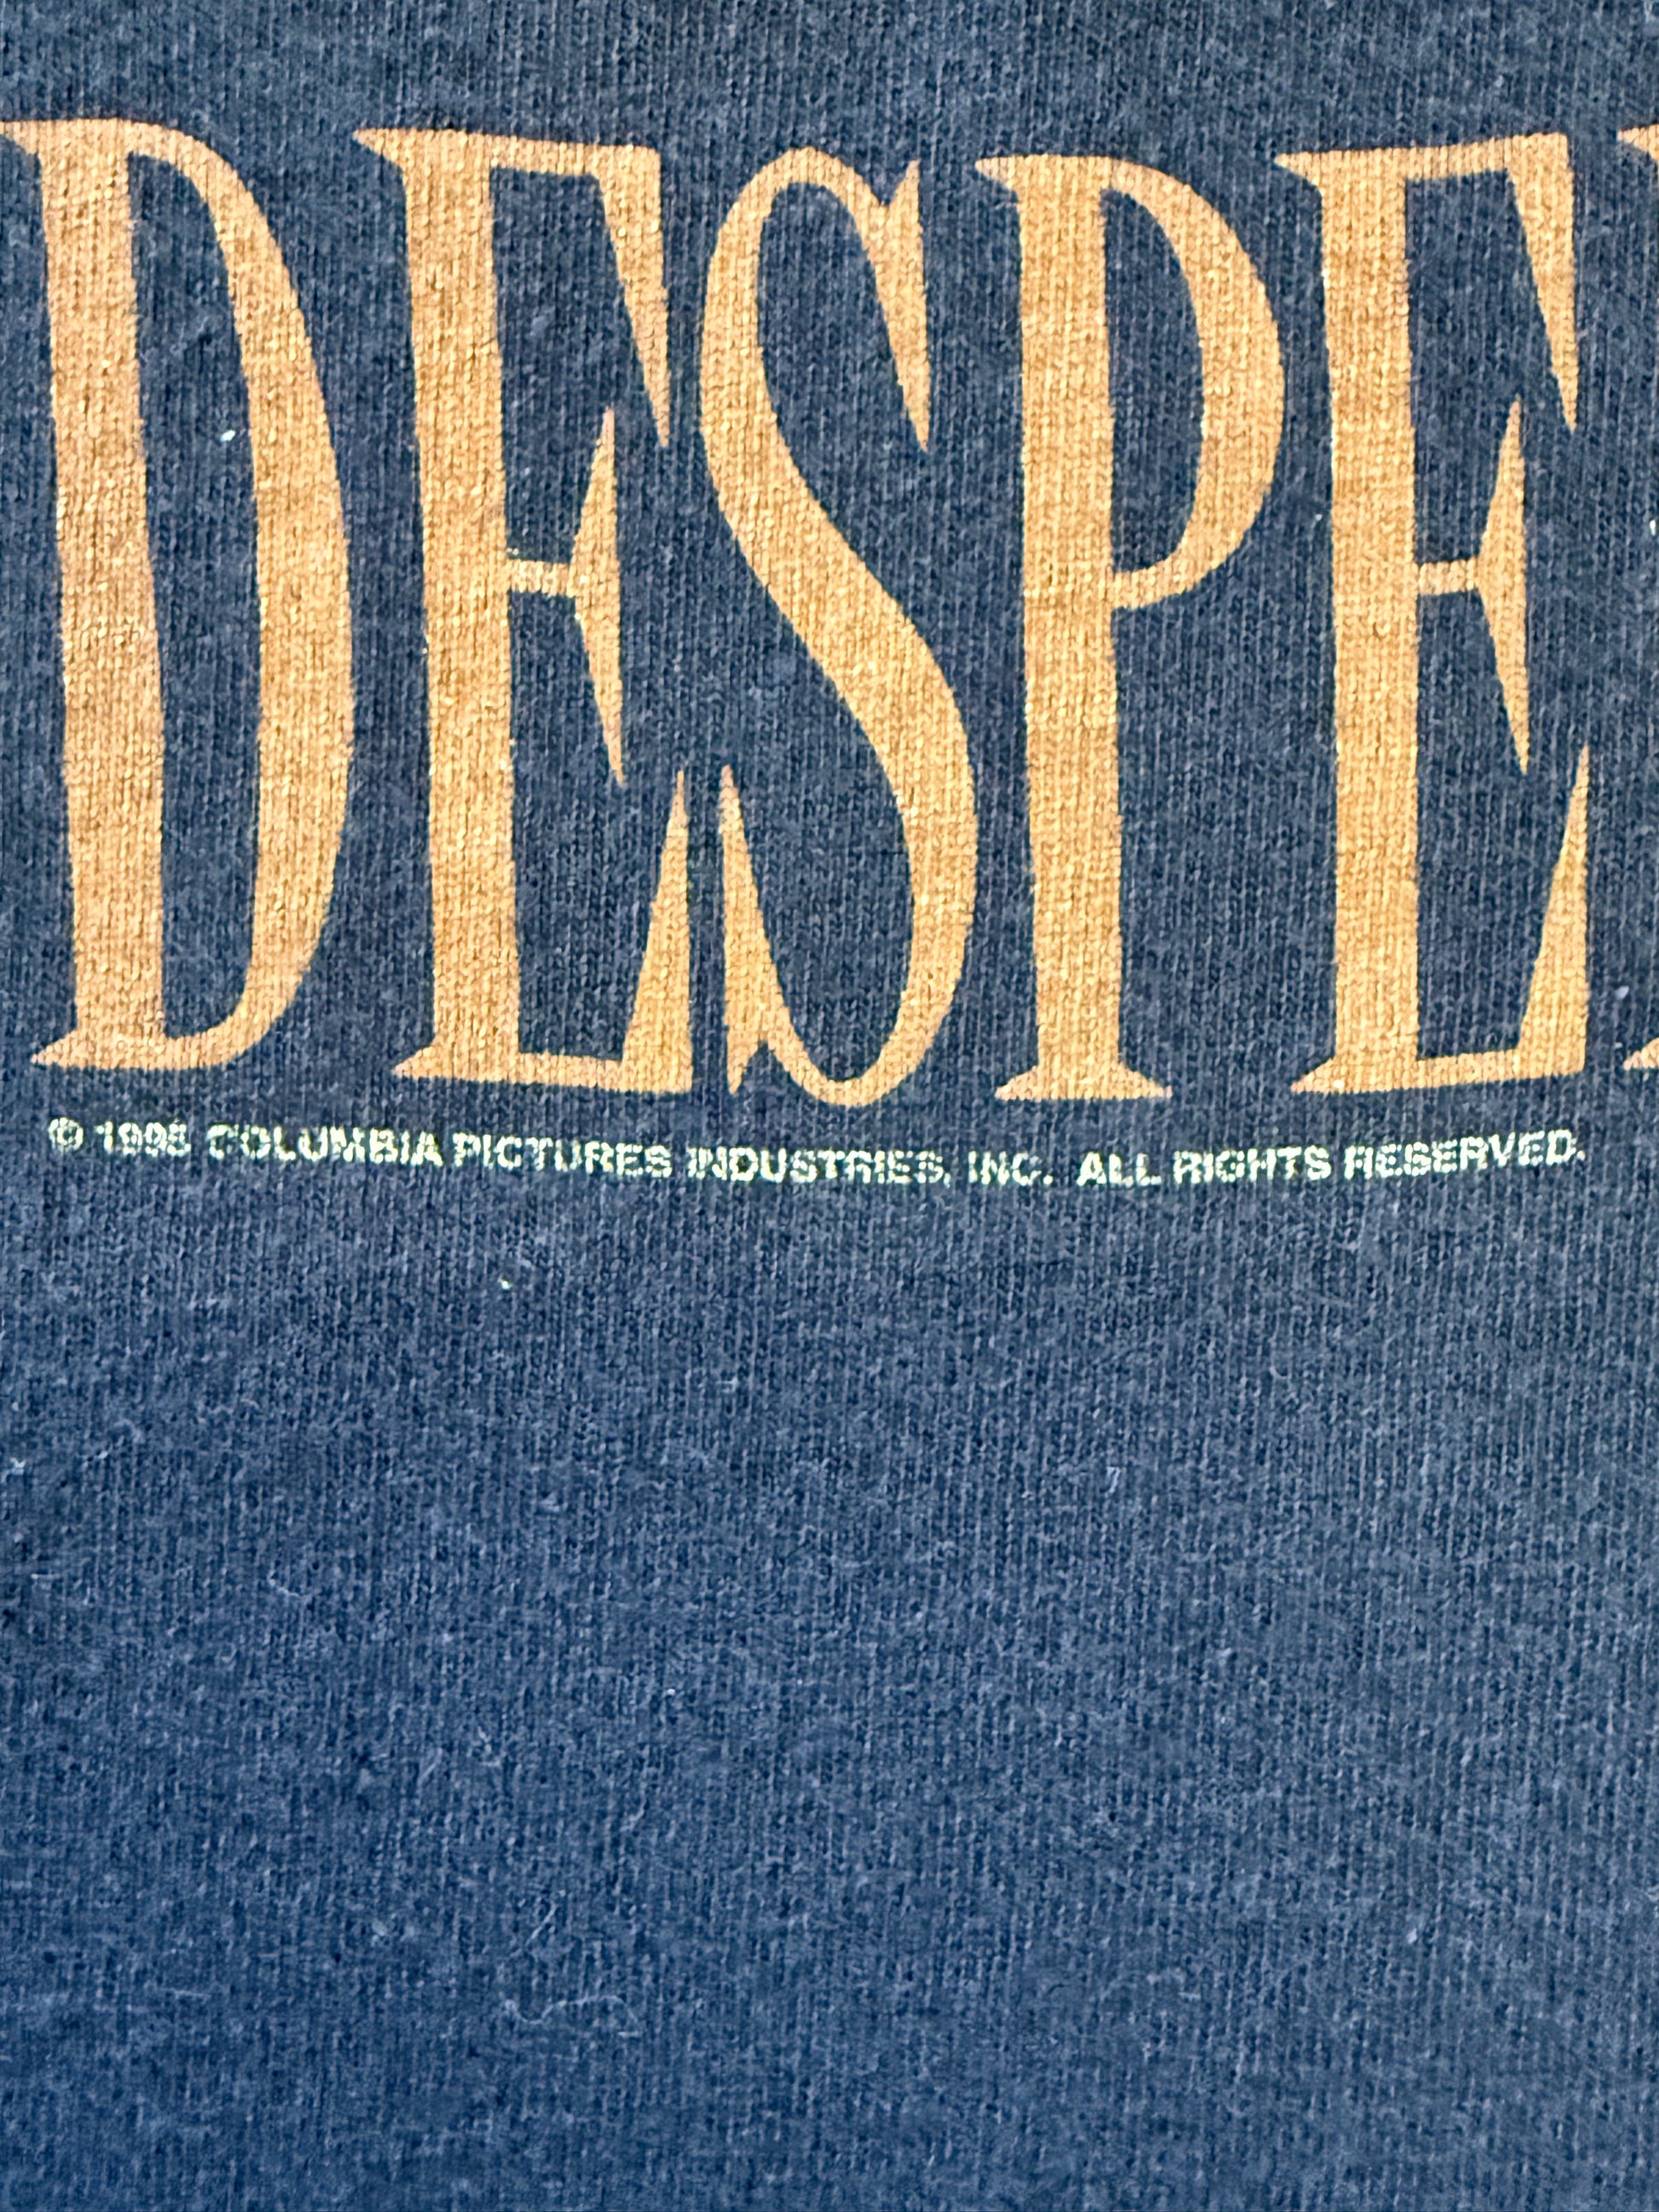 DESPE
© 1995 COLUMBIA PICTURES INDUSTRIES, INC. ALL RIGHTS RESERVED.